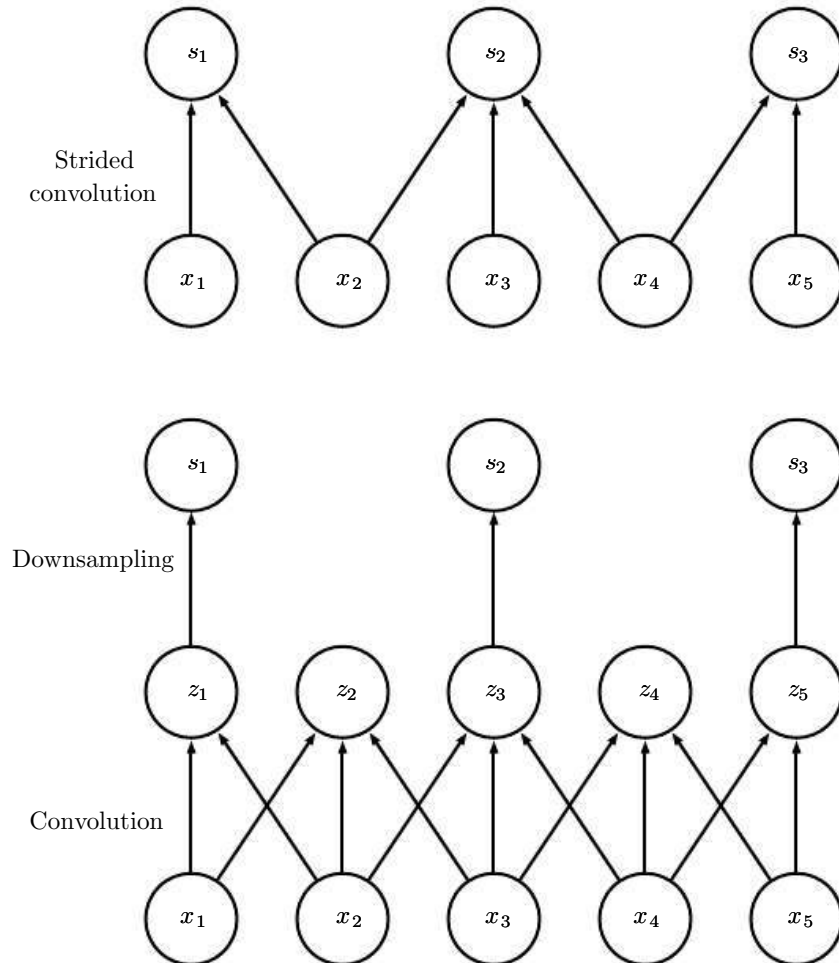 s1 s2 s3
Strided
convolution
x1 x2 x3 x4 x5
s1 s2 s3
Downsampling
z1 z2 z3 z4 z5
Convolution
x1 x2 x3 x4 x5